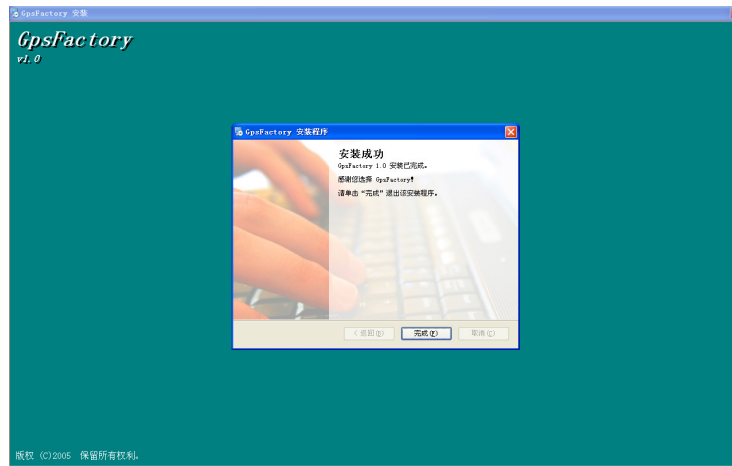 GpsFactory 安装
GpsFactory
v1.0
GpsFactory 安装程序
安装成功
GpsFactory 1.0 安装已完成。
感谢您选择 GpsFactory!
请单击 “完成” 退出该安装程序。
< 返回(B) 完成(F) 取消(C)
版权 (C)2005 保留所有权利。